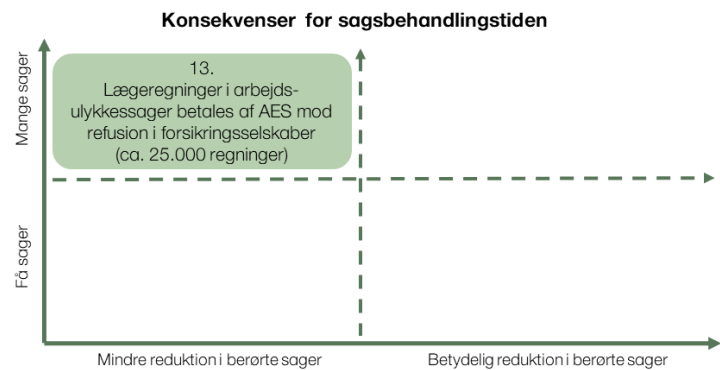 Konsekvenser for sagsbehandlingstiden
Mange sager
13.
Lægeregninger i arbejds-
ulykkessager betales af AES mod
refusion i forsikringsselskaber
(ca. 25.000 regninger)
Få sager
Mindre reduktion i berørte sager
Betydelig reduktion i berørte sager